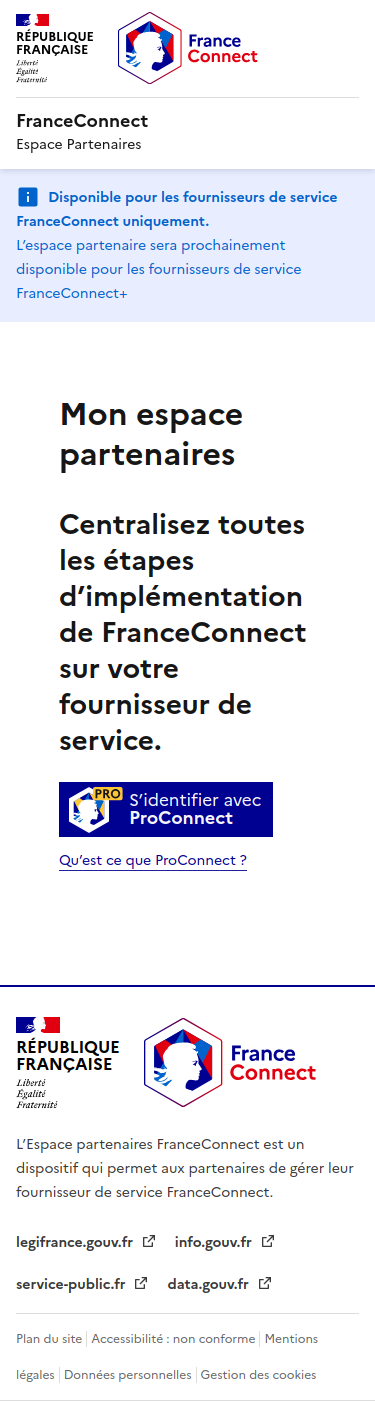 RÉPUBLIQUE
FRANÇAISE
Liberté
Égalité
Fraternité
France
Connect
FranceConnect
Espace Partenaires
Disponible pour les fournisseurs de service
FranceConnect uniquement.
L’espace partenaire sera prochainement
disponible pour les fournisseurs de service
FranceConnect+
Mon espace
partenaires
Centralisez toutes
les étapes
d’implémentation
de FranceConnect
sur votre
fournisseur de
service.
PRO
S’identifier avec
ProConnect
Qu’est ce que ProConnect ?
RÉPUBLIQUE
FRANÇAISE
Liberté
Égalité
Fraternité
France
Connect
L’Espace partenaires FranceConnect est un
dispositif qui permet aux partenaires de gérer leur
fournisseur de service FranceConnect.
legifrance.gouv.fr info.gouv.fr
service-public.fr data.gouv.fr
Plan du site Accessibilité : non conforme Mentions
légales Données personnelles Gestion des cookies